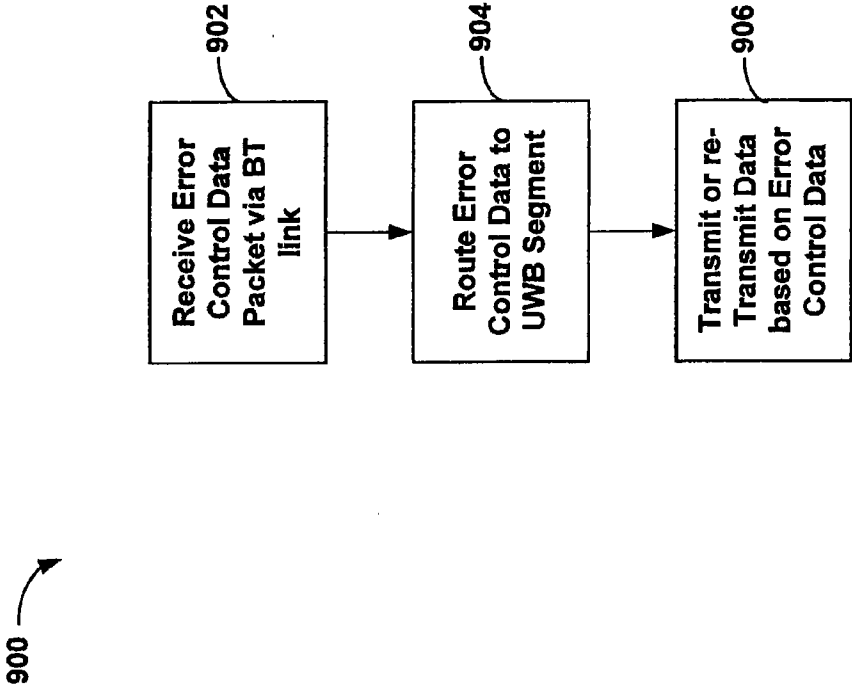 900
Receive Error
Control Data
Packet via BT
link
902
Route Error
Control Data to
UWB Segment
904
Transmit or re-
Transmit Data
based on Error
Control Data
906